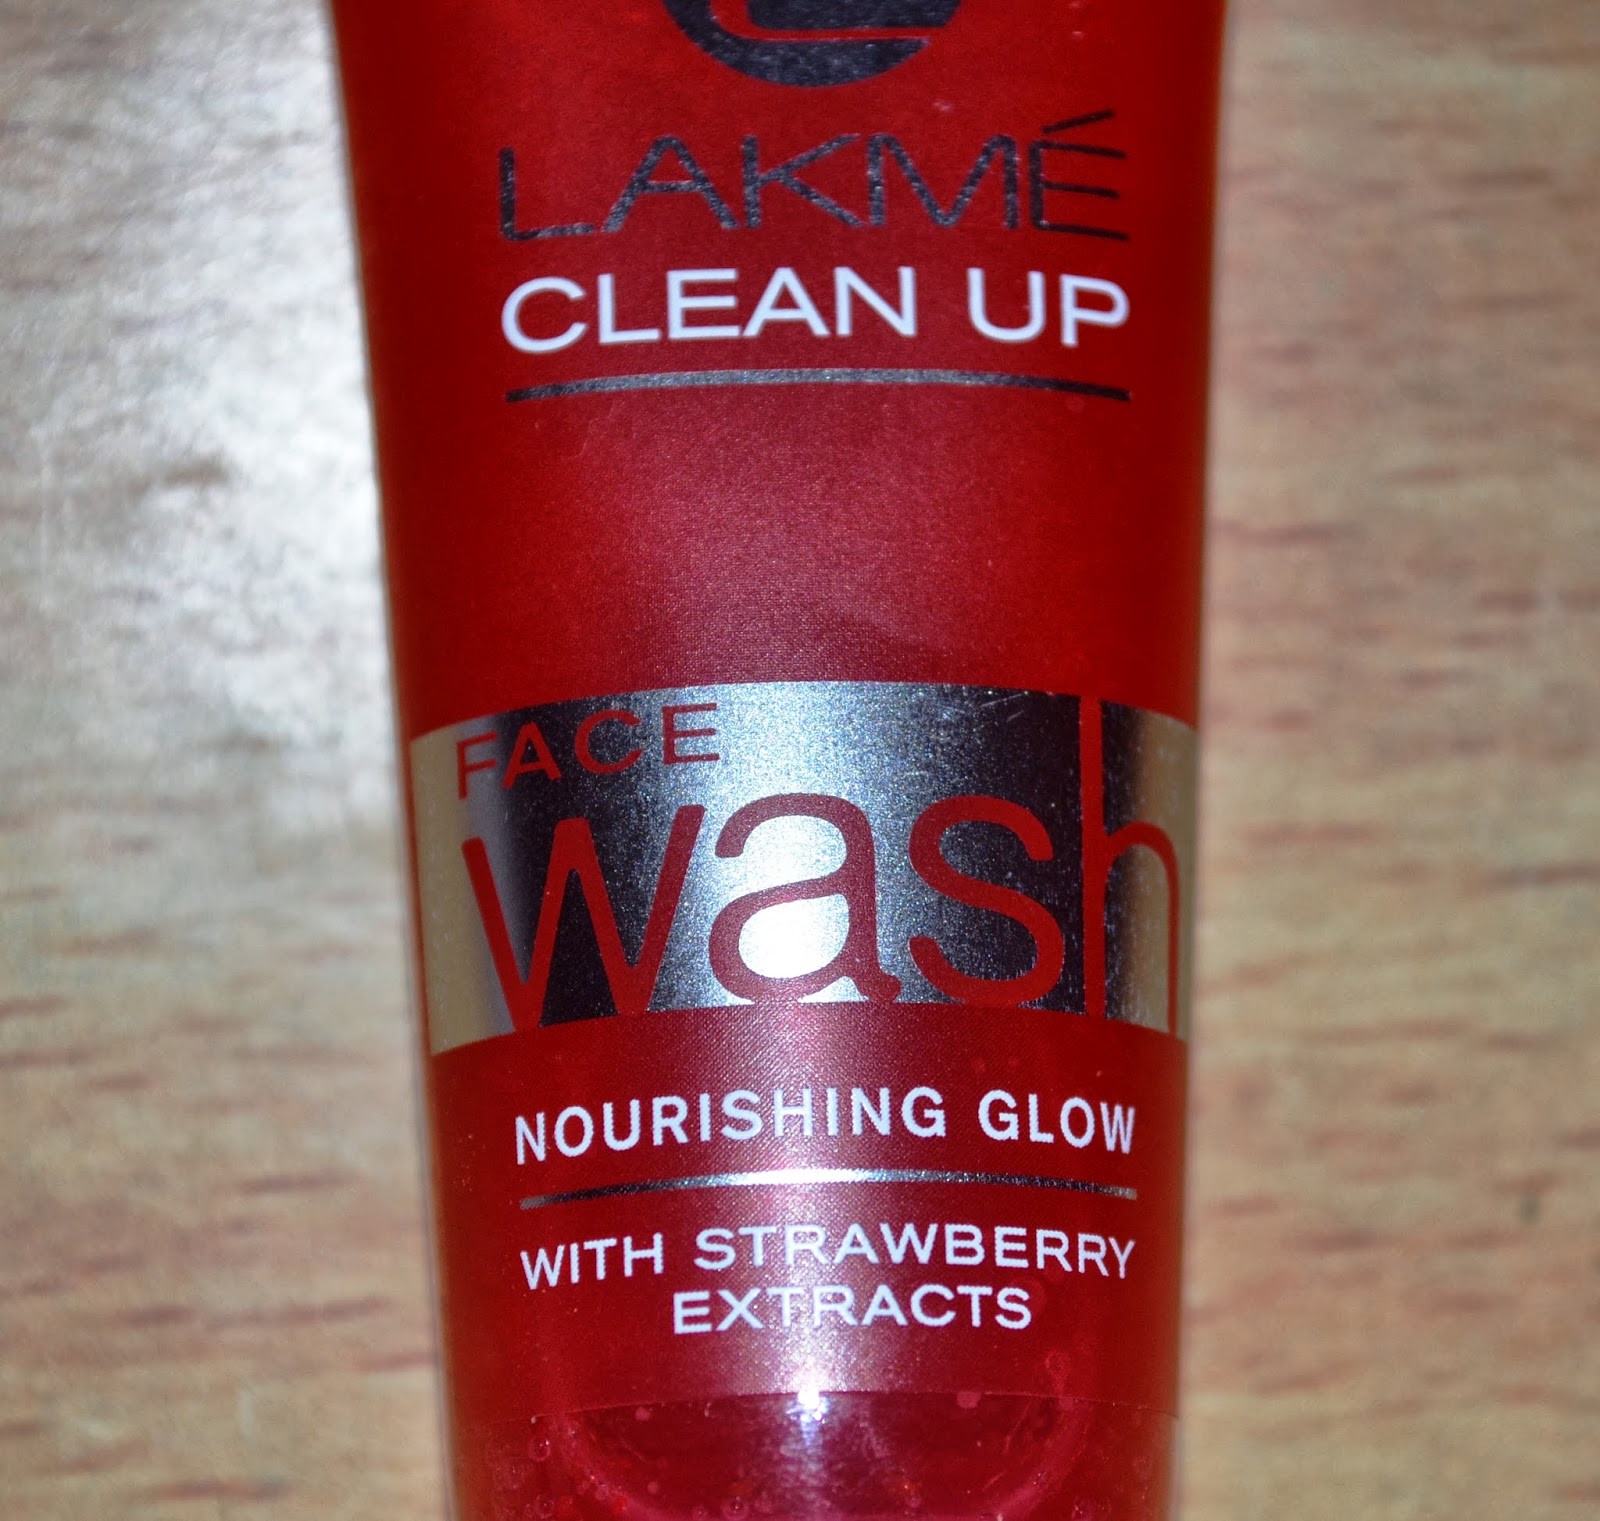 LAKMÉ
CLEAN UP
FACE
wash
NOURISHING GLOW
WITH STRAWBERRY
EXTRACTS